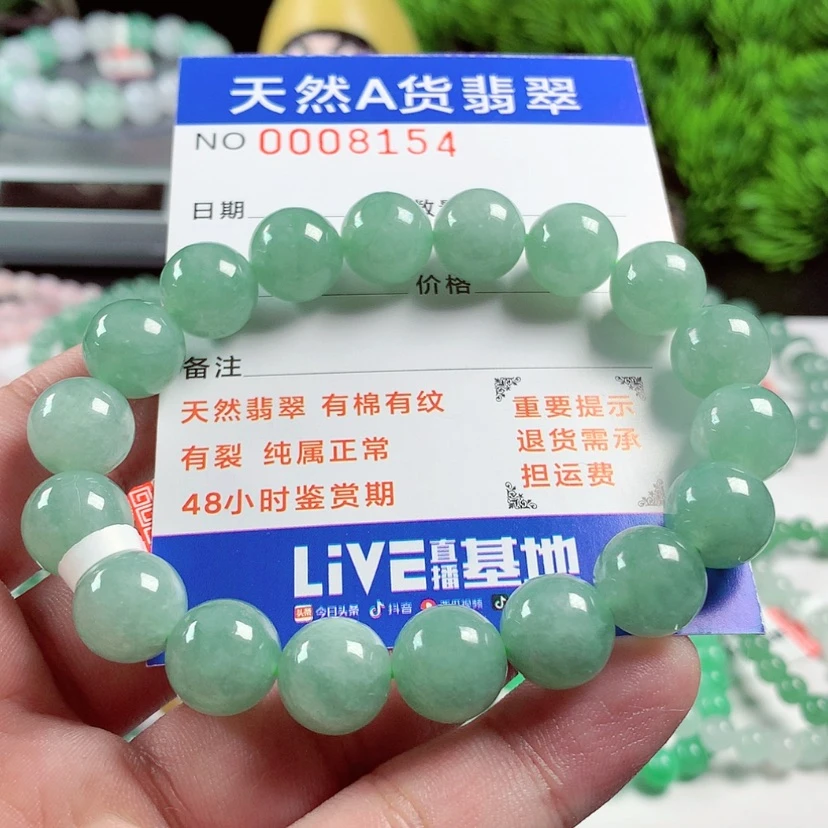 天然A货翡翠
NO 0008154
日期
价格
备注
天然翡翠 有棉有纹
有裂 纯属正常
48小时鉴赏期
重要提示
退货需承
担运费
LiVE直播基地
头条 今日头条 抖音